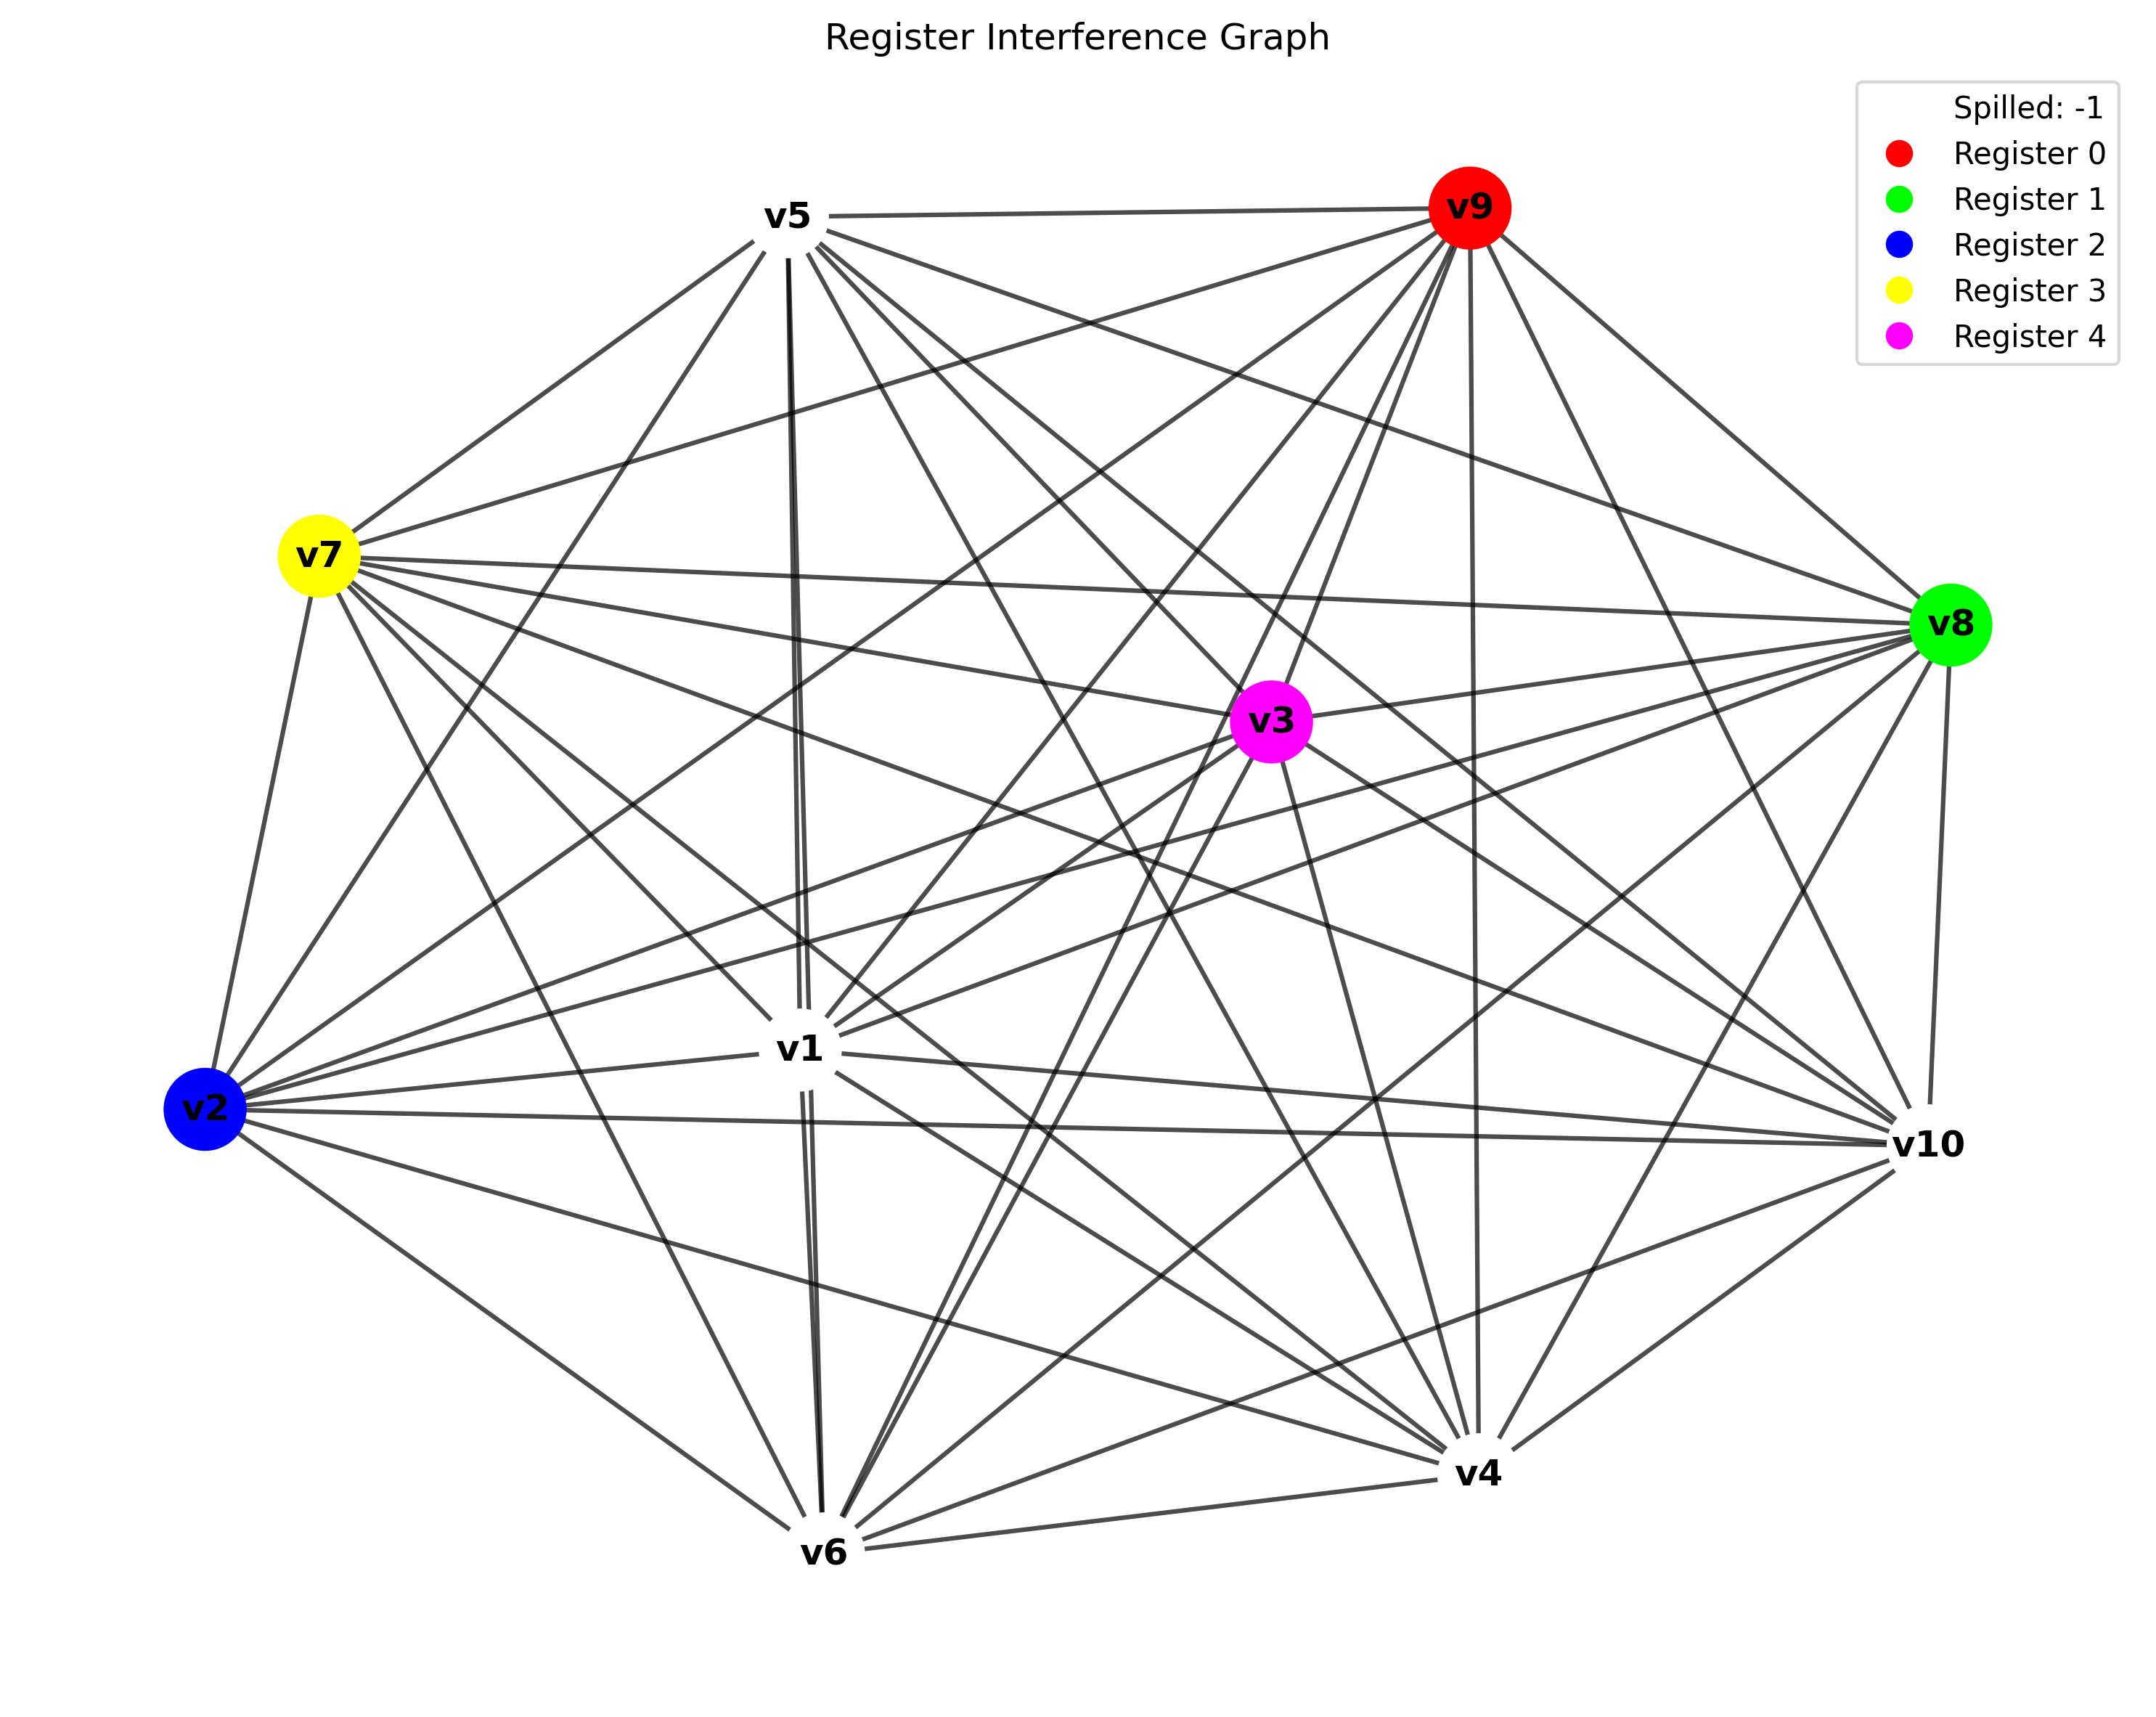 Register Interference Graph
Spilled: -1
Register 0
Register 1
Register 2
Register 3
Register 4
v9
v5
v7
v8
v3
v1
v2
v10
v4
v6